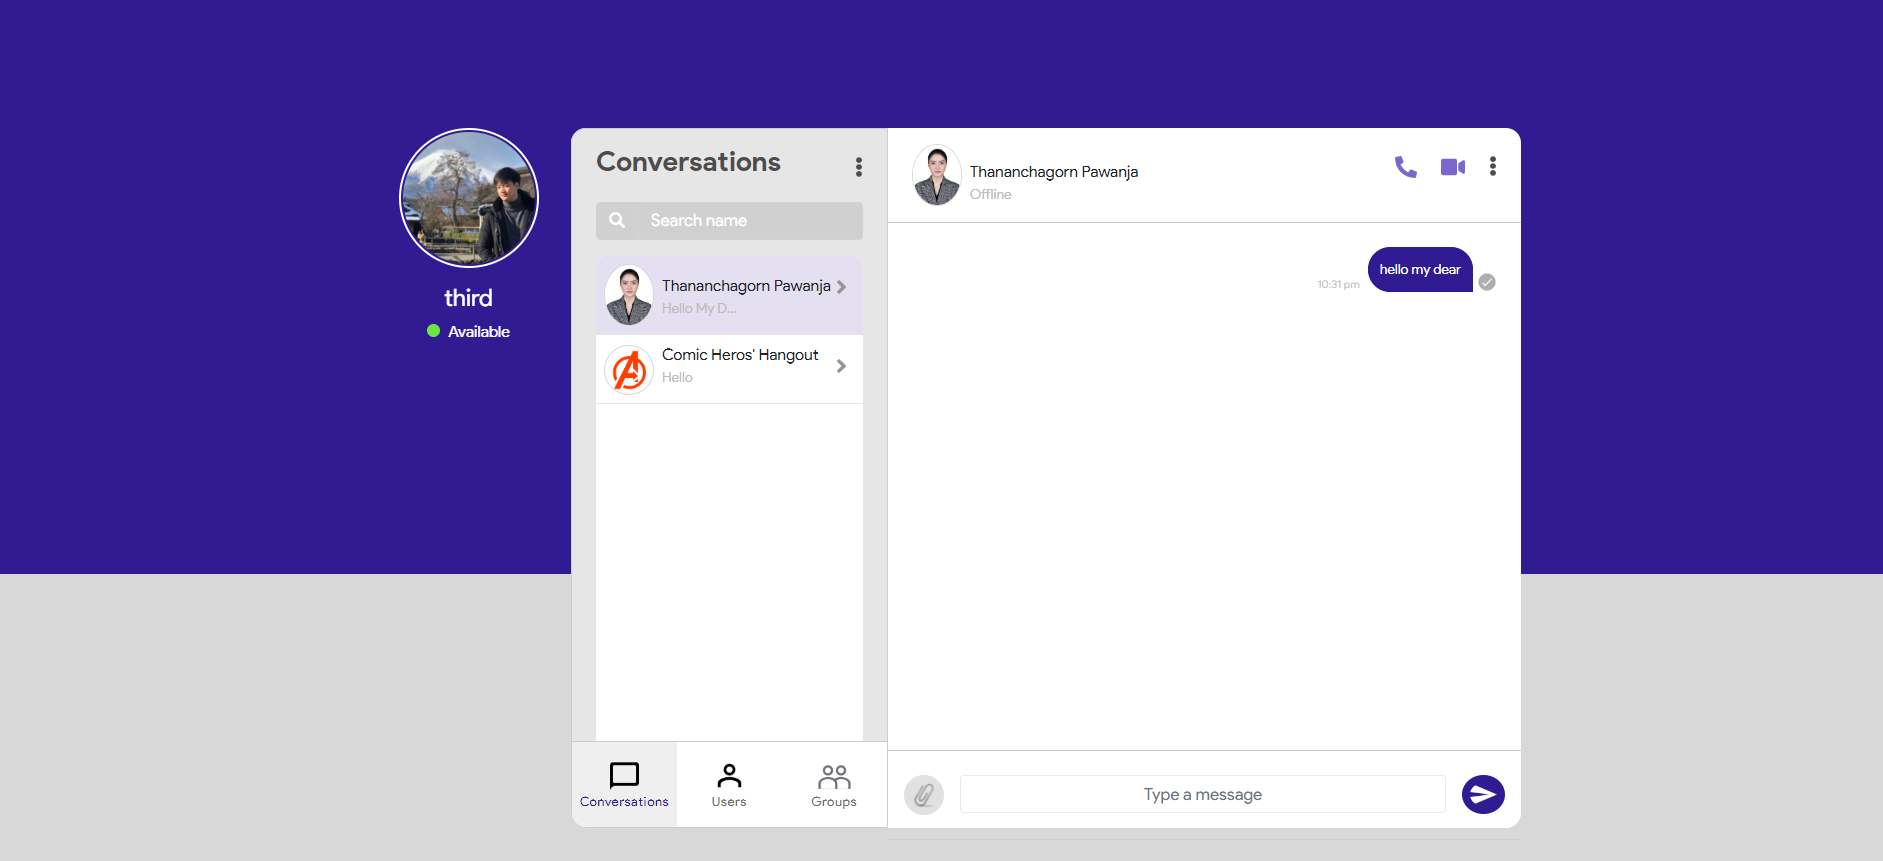 third
Available
Conversations
Search name
Thananchagorn Pawanja
Hello My D...
Comic Heros' Hangout
Hello
Conversations
Users
Groups
Thananchagorn Pawanja
Offline
hello my dear
10:31 pm
Type a message